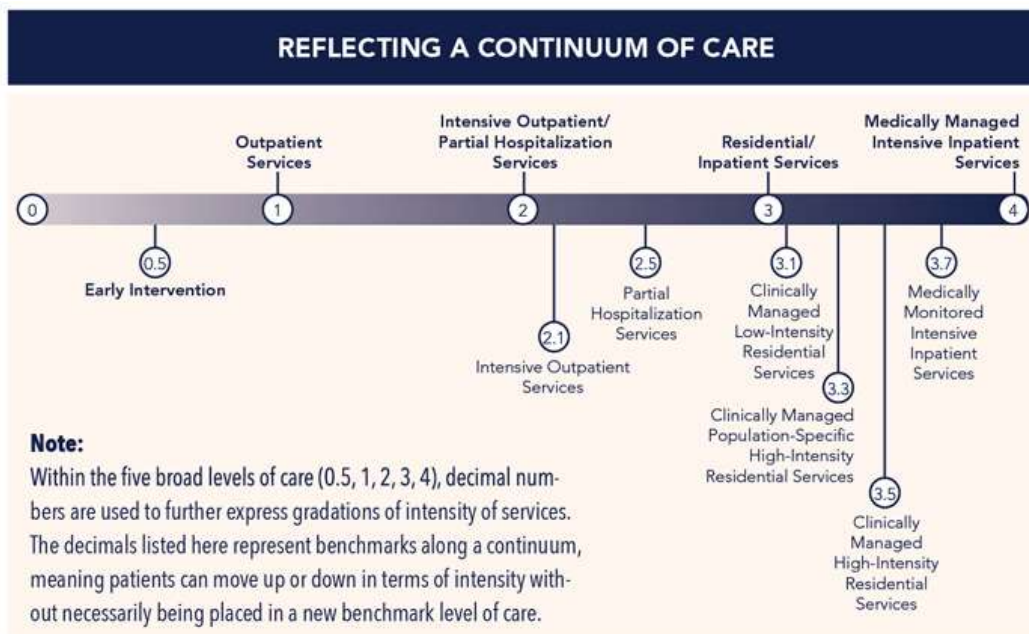 REFLECTING A CONTINUUM OF CARE
Outpatient
Services
Intensive Outpatient/
Partial Hospitalization
Services
Residential/
Inpatient Services
Medically Managed
Intensive Inpatient
Services
0
1
2
3
4
0.5
Early Intervention
2.1
Intensive Outpatient
Services
2.5
Partial
Hospitalization
Services
3.1
Clinically
Managed
Low-Intensity
Residential
Services
3.3
Clinically Managed
Population-Specific
High-Intensity
Residential Services
3.5
Clinically
Managed
High-Intensity
Residential
Services
3.7
Medically
Monitored
Intensive
Inpatient
Services
Note:
Within the five broad levels of care (0.5, 1, 2, 3, 4), decimal num-
bers are used to further express gradations of intensity of services.
The decimals listed here represent benchmarks along a continuum,
meaning patients can move up or down in terms of intensity with-
out necessarily being placed in a new benchmark level of care.